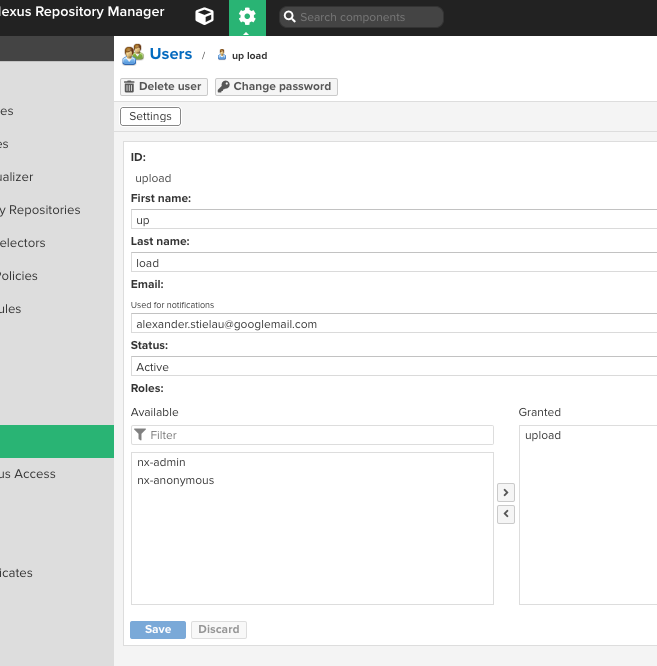 lexus Repository Manager
Search components
Users / up load
Delete user
Change password
Settings
es
es
ualizer
y Repositories
electors
Policies
ules
us Access
icates
ID:
upload
First name:
up
Last name:
load
Email:
Used for notifications
alexander.stielau@googlemail.com
Status:
Active
Roles:
Available
Granted
Filter
upload
nx-admin
nx-anonymous
Save
Discard